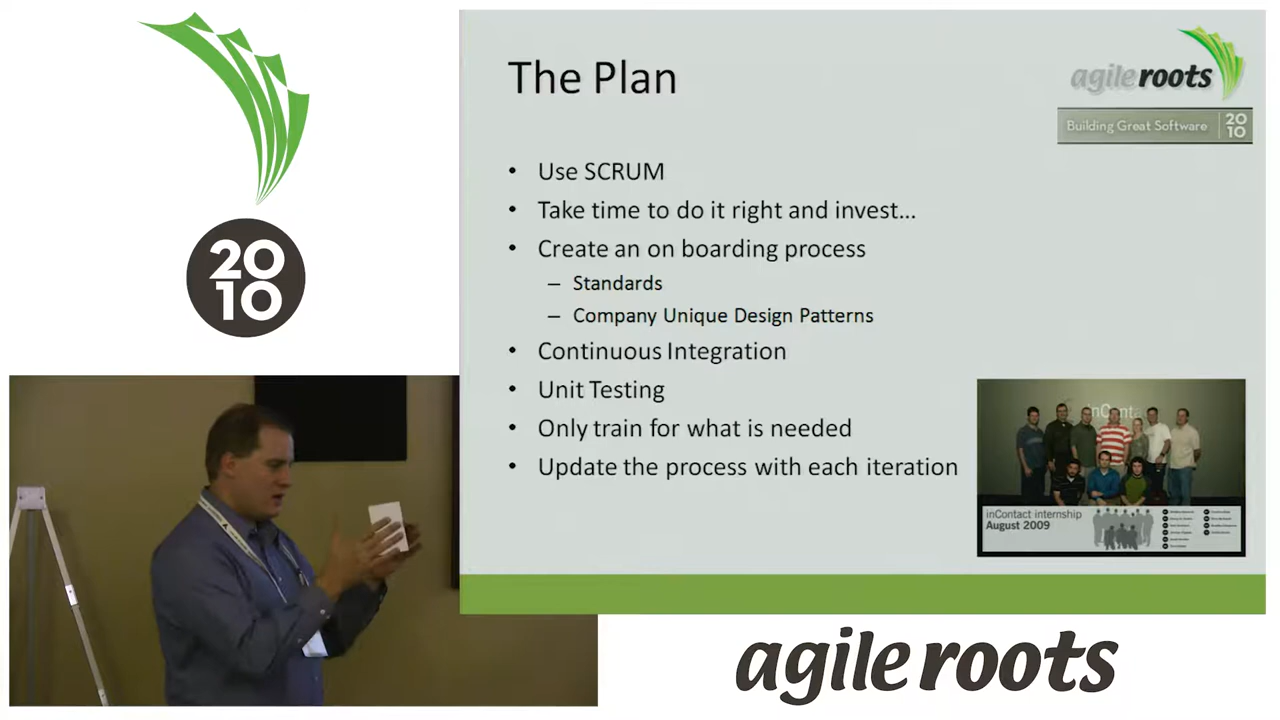 20
10
The Plan
agileroots
Building Great Software
20
10
• Use SCRUM
• Take time to do it right and invest...
• Create an on boarding process
– Standards
– Company Unique Design Patterns
• Continuous Integration
• Unit Testing
• Only train for what is needed
• Update the process with each iteration
inContact
inContact internship
August 2009
agile roots